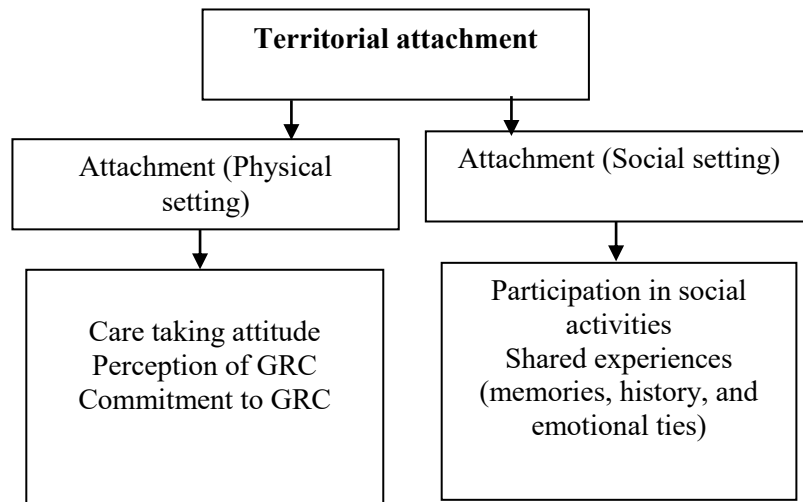 Territorial attachment
Attachment (Physical
setting)
Attachment (Social setting)
Care taking attitude
Perception of GRC
Commitment to GRC
Participation in social
activities
Shared experiences
(memories, history, and
emotional ties)